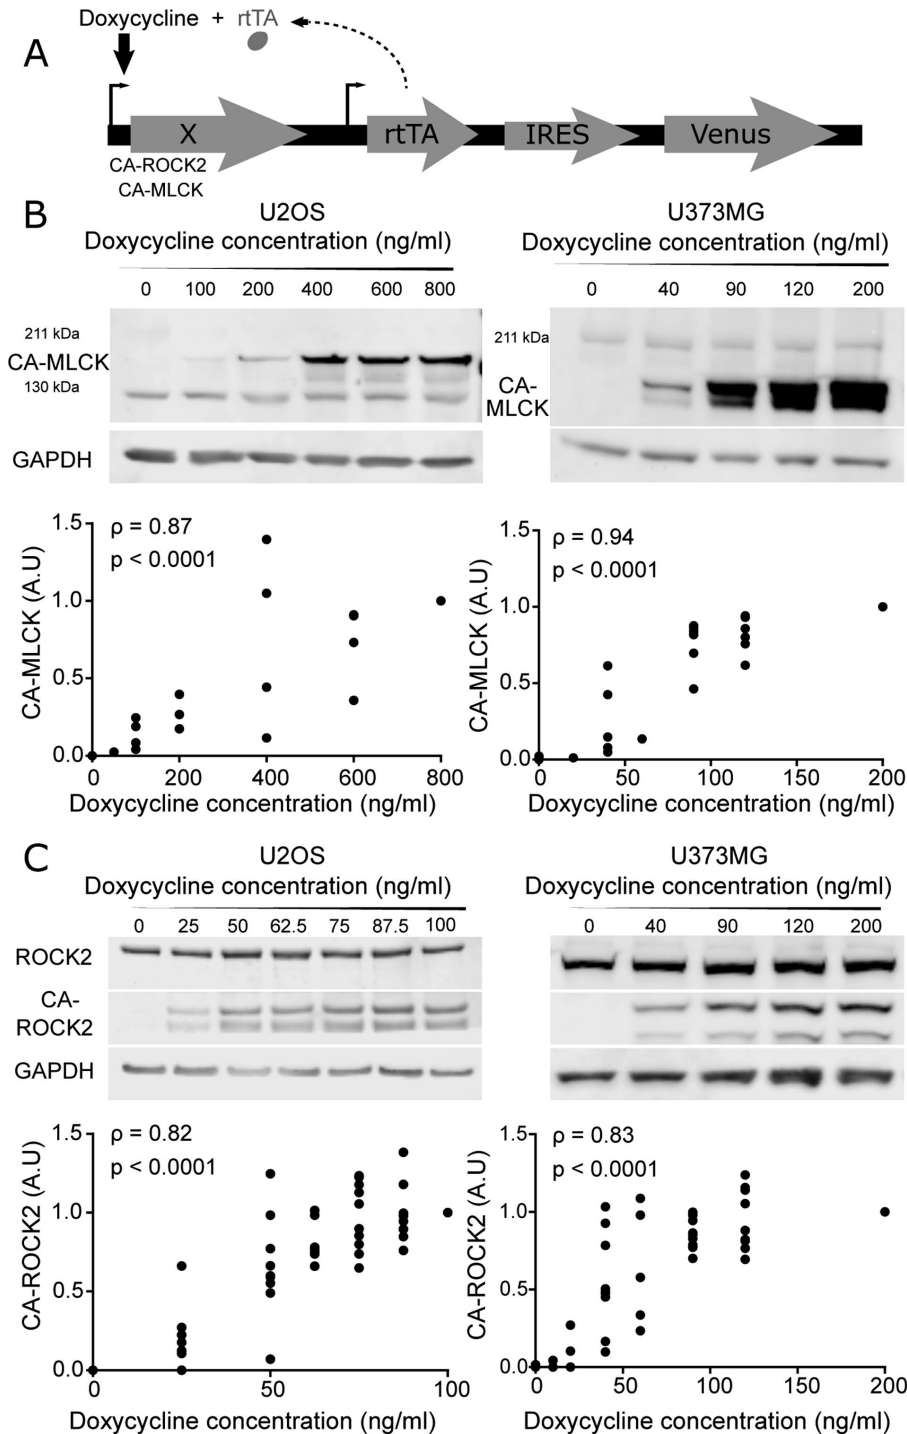 Doxycycline + rtTA
A
X
rtTA
IRES
Venus
CA-ROCK2
CA-MLCK
B
U2OS
Doxycycline concentration (ng/ml)
0 100 200 400 600 800
211 kDa
CA-MLCK
130 kDa
GAPDH
U373MG
Doxycycline concentration (ng/ml)
0 40 90 120 200
211 kDa
CA-
MLCK
ρ = 0.87
p < 0.0001
CA-MLCK (A.U)
1.5
1.0
0.5
0.0
0 200 400 600 800
Doxycycline concentration (ng/ml)
ρ = 0.94
p < 0.0001
CA-MLCK (A.U)
1.5
1.0
0.5
0.0
0 50 100 150 200
Doxycycline concentration (ng/ml)
C
U2OS
Doxycycline concentration (ng/ml)
0 25 50 62.5 75 87.5 100
ROCK2
CA-
ROCK2
GAPDH
U373MG
Doxycycline concentration (ng/ml)
0 40 90 120 200
ρ = 0.82
p < 0.0001
CA-ROCK2 (A.U)
1.5
1.0
0.5
0.0
0 50 100
Doxycycline concentration (ng/ml)
ρ = 0.83
p < 0.0001
CA-ROCK2 (A.U)
1.5
1.0
0.5
0.0
0 50 100 150 200
Doxycycline concentration (ng/ml)